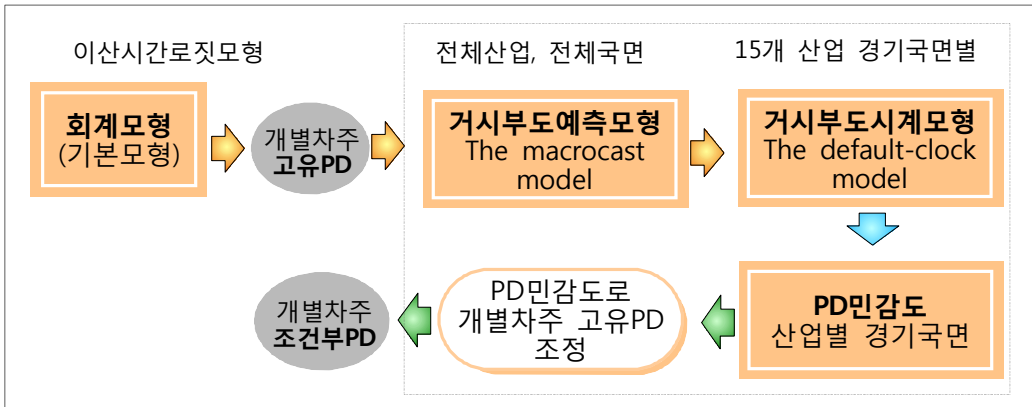 이산시간로짓모형
전체산업, 전체국면
15개 산업 경기국면별
회계모형
(기본모형)
개별차주
고유PD
거시부도예측모형
The macrocast
model
거시부도시계모형
The default-clock
model
PD민감도
산업별 경기국면
PD민감도로
개별차주 고유PD
조정
개별차주
조건부PD